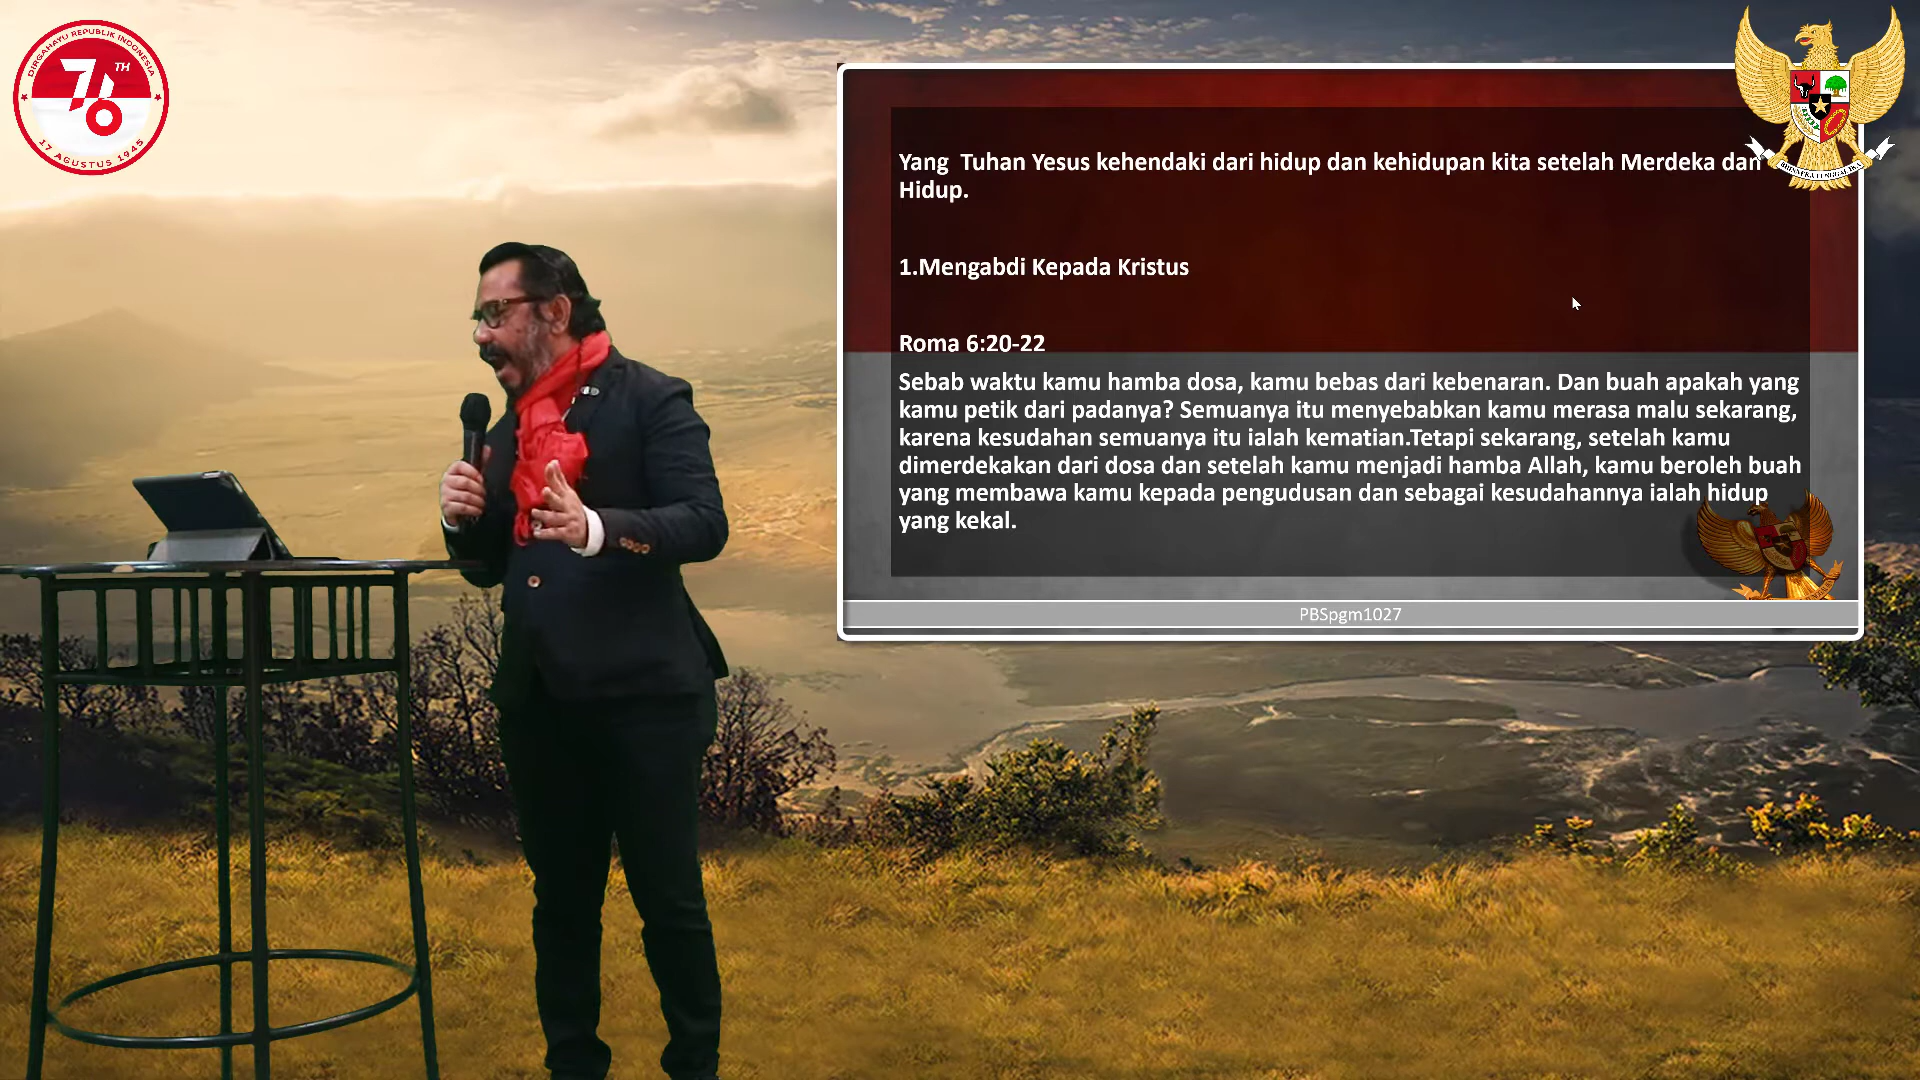 DIRGAHAYU REPUBLIK INDONESIA
76
TH
17 AGUSTUS 1945
BHINNEKA TUNGGAL IKA
Yang  Tuhan Yesus kehendaki dari hidup dan kehidupan kita setelah Merdeka dan
Hidup.
1.Mengabdi Kepada Kristus
Roma 6:20-22
Sebab waktu kamu hamba dosa, kamu bebas dari kebenaran. Dan buah apakah yang
kamu petik dari padanya? Semuanya itu menyebabkan kamu merasa malu sekarang,
karena kesudahan semuanya itu ialah kematian.Tetapi sekarang, setelah kamu
dimerdekakan dari dosa dan setelah kamu menjadi hamba Allah, kamu beroleh buah
yang membawa kamu kepada pengudusan dan sebagai kesudahannya ialah hidup
yang kekal.
PBSpgm1027